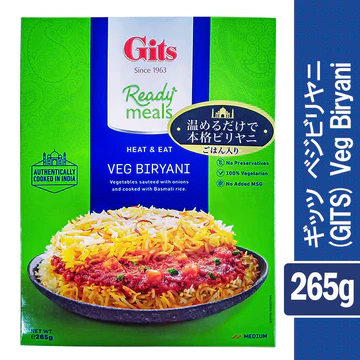 Gits
Since 1963
Ready
meals
HEAT & EAT
VEG BIRYANI
Vegetables sauteed with onions
and cooked with Basmati rice.
温めるだけで
本格ビリヤニ
ごはん入り
No Preservatives
100% Vegetarian
No Added MSG
AUTHENTICALLY
COOKED IN INDIA
NET WT.
265g
MEDIUM
ギッツ ベジビリヤニ
(GITS) Veg Biryani
265g